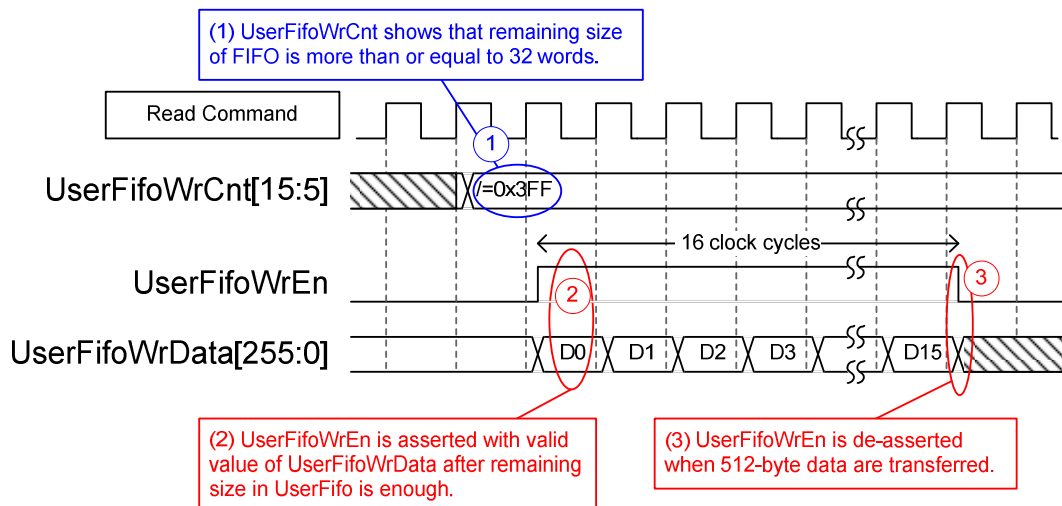 (1) UserFifoWrCnt shows that remaining size
of FIFO is more than or equal to 32 words.
Read Command
1
UserFifoWrCnt[15:5]
/=0x3FF
16 clock cycles
UserFifoWrEn
2
3
UserFifoWrData[255:0]
D0
D1
D2
D3
D15
(2) UserFifoWrEn is asserted with valid
value of UserFifoWrData after remaining
size in UserFifo is enough.
(3) UserFifoWrEn is de-asserted
when 512-byte data are transferred.